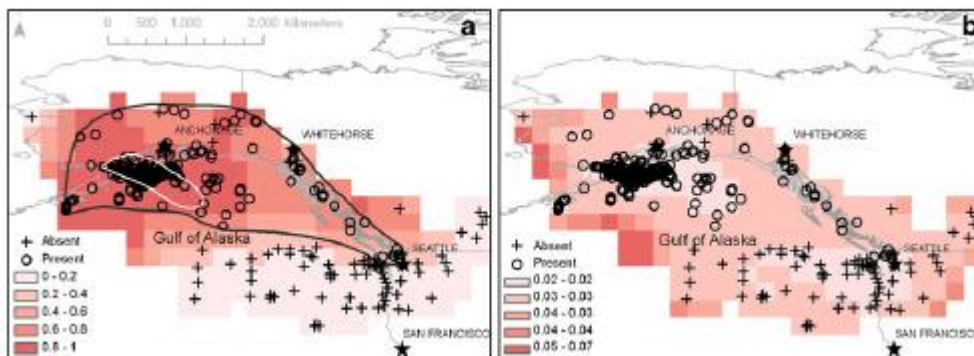 0 500 1,000 2,000 Kilometers
a
ANCHORAGE
WHITEHORSE
Gulf of Alaska
SEATTLE
SAN FRANCISCO
Absent
Present
0 - 0.2
0.2 - 0.4
0.4 - 0.6
0.6 - 0.8
0.8 - 1
b
ANCHORAGE
WHITEHORSE
Gulf of Alaska
SEATTLE
SAN FRANCISCO
Absent
Present
0.02 - 0.02
0.03 - 0.03
0.04 - 0.03
0.04 - 0.04
0.05 - 0.07